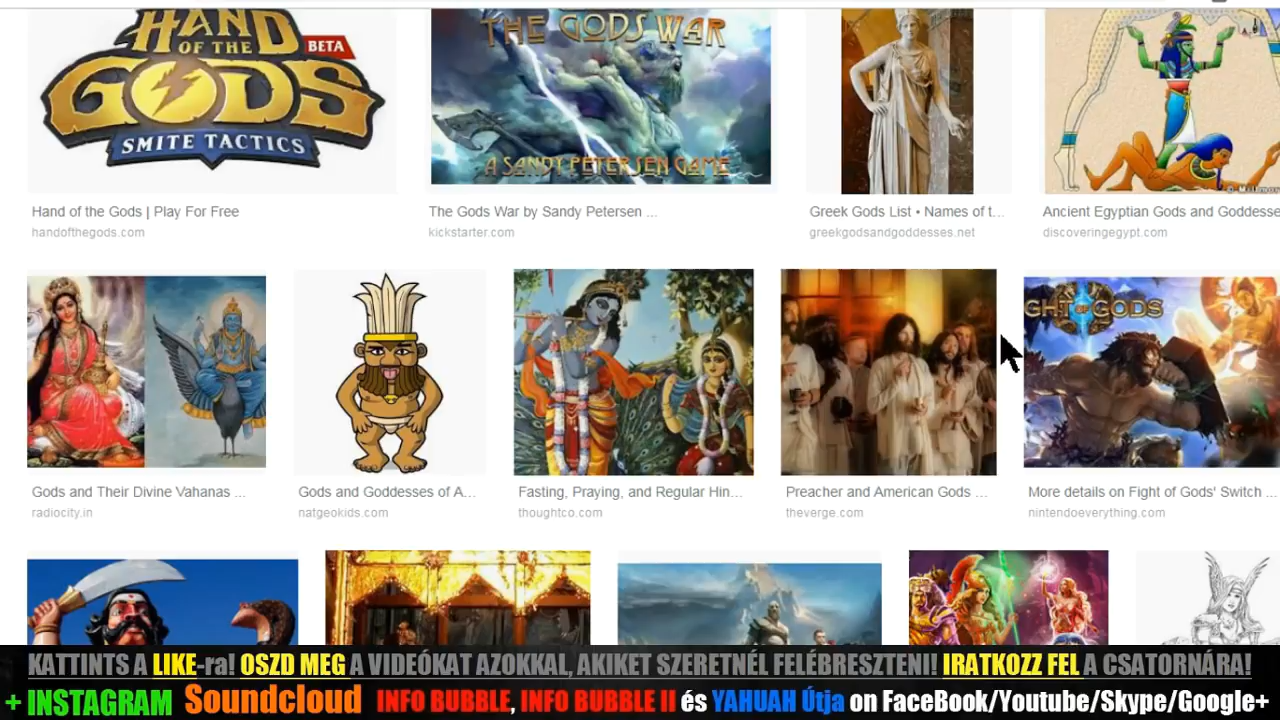 HAND
OF THE
BETA
GODS
SMITE TACTICS
THE GODS WAR
A SANDY PETERSEN GAME
Hand of the Gods | Play For Free
handofthegods.com
The Gods War by Sandy Petersen ...
kickstarter.com
Greek Gods List • Names of t...
greekgodsandgoddesses.net
Ancient Egyptian Gods and Goddesse
discoveringegypt.com
GHT OF GODS
Gods and Their Divine Vahanas ...
radiocity.in
Gods and Goddesses of A...
natgeokids.com
Fasting, Praying, and Regular Hin...
thoughtco.com
Preacher and American Gods ...
theverge.com
More details on Fight of Gods' Switch ...
nintendoeverything.com
KATTINTS A LIKE-ra! OSZD MEG A VIDEÓKAT AZOKKAL, AKIKET SZERETNÉL FELÉBRESZTENI! IRATKOZZ FEL A CSATORNÁRA!
+ INSTAGRAM Soundcloud INFO BUBBLE, INFO BUBBLE II és YAHUAH Útja on FaceBook/Youtube/Skype/Google+